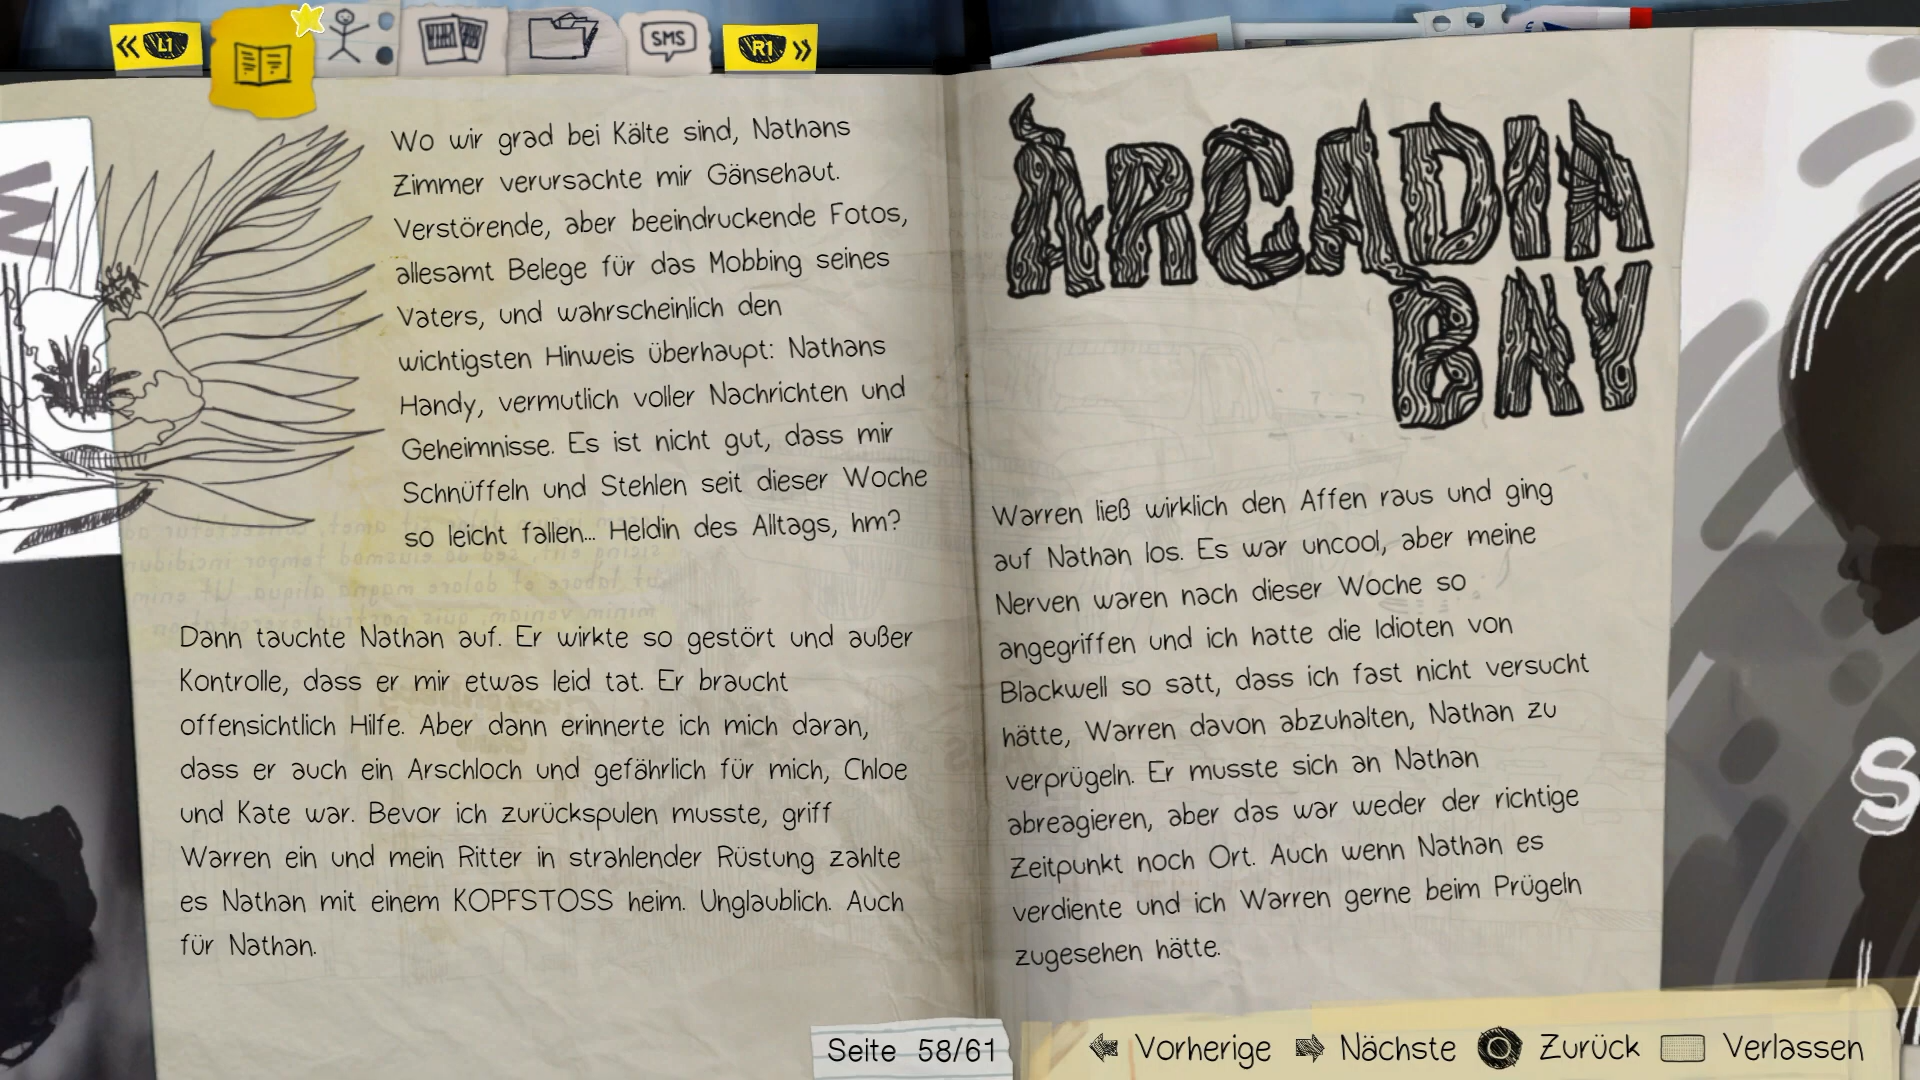 L1
SMS
R1
Wo wir grad bei Kälte sind, Nathans
Zimmer verursachte mir Gänsehaut.
Verstörende, aber beeindruckende Fotos,
allesamt Belege für das Mobbing seines
Vaters, und wahrscheinlich den
wichtigsten Hinweis überhaupt: Nathans
Handy, vermutlich voller Nachrichten und
Geheimnisse. Es ist nicht gut, dass mir
Schnüffeln und Stehlen seit dieser Woche
so leicht fallen... Heldin des Alltags, hm?
Dann tauchte Nathan auf. Er wirkte so gestört und außer
Kontrolle, dass er mir etwas leid tat. Er braucht
offensichtlich Hilfe. Aber dann erinnerte ich mich daran,
dass er auch ein Arschloch und gefährlich für mich, Chloe
und Kate war. Bevor ich zurückspulen musste, griff
Warren ein und mein Ritter in strahlender Rüstung zahlte
es Nathan mit einem KOPFSTOSS heim. Unglaublich. Auch
für Nathan.
ARCADIA
BAY
Warren ließ wirklich den Affen raus und ging
auf Nathan los. Es war uncool, aber meine
Nerven waren nach dieser Woche so
angegriffen und ich hatte die Idioten von
Blackwell so satt, dass ich fast nicht versucht
hätte, Warren davon abzuhalten, Nathan zu
verprügeln. Er musste sich an Nathan
abreagieren, aber das war weder der richtige
Zeitpunkt noch Ort. Auch wenn Nathan es
verdiente und ich Warren gerne beim Prügeln
zugesehen hätte.
S
Seite 58/61
Vorherige Nächste Zurück Verlassen